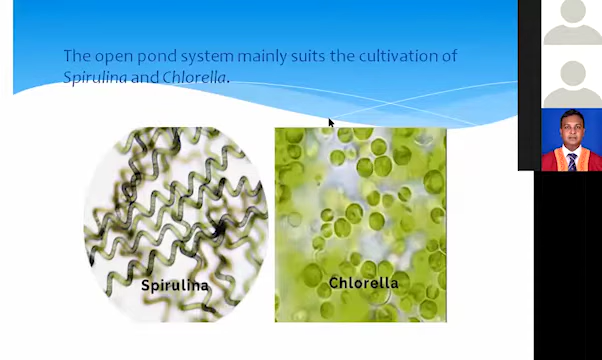 The open pond system mainly suits the cultivation of
Spirulina and Chlorella.
Spirulina
Chlorella